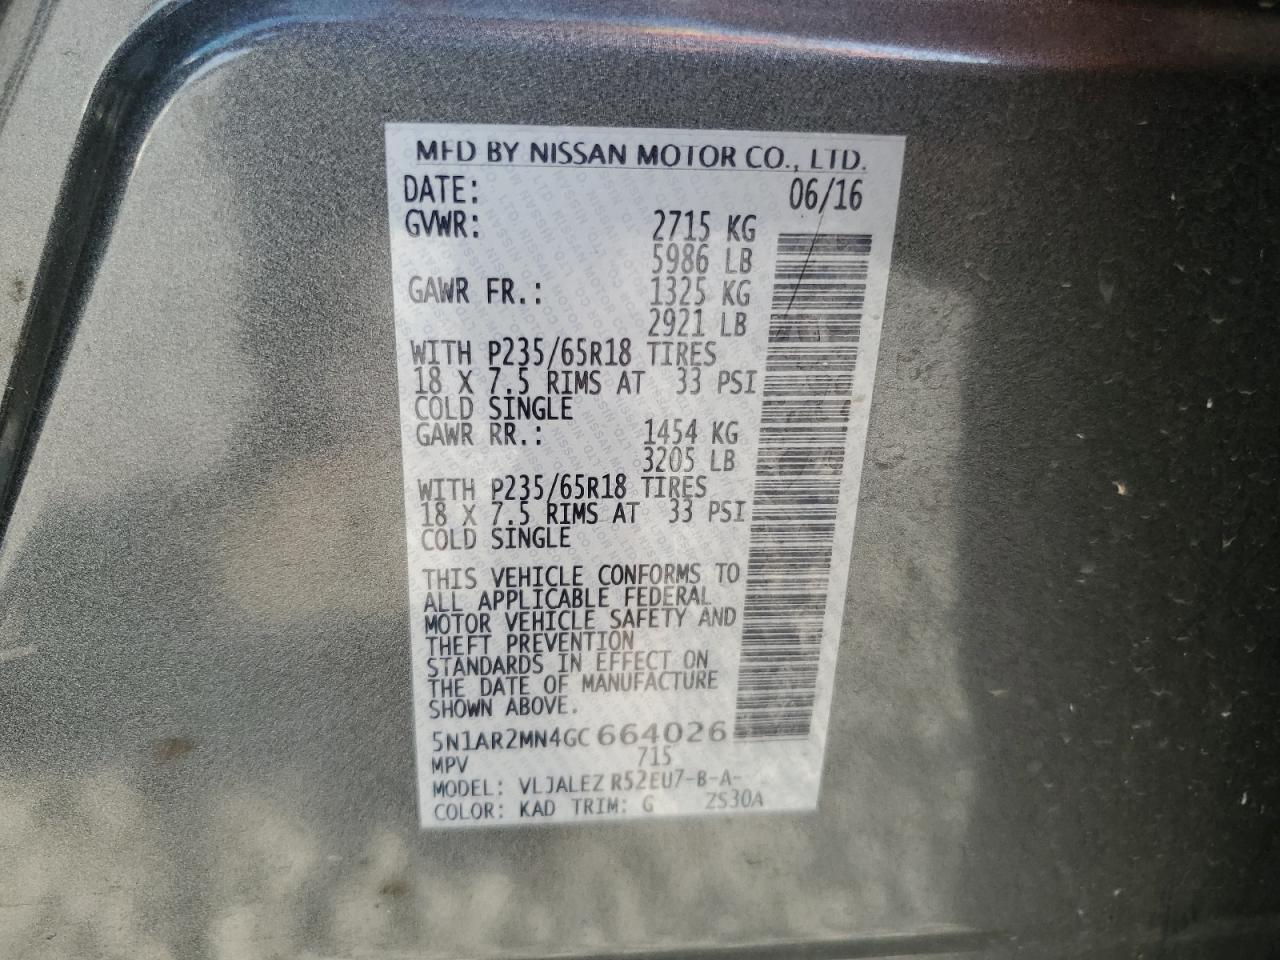 MFD BY NISSAN MOTOR CO., LTD.
DATE: 06/16
GVWR: 2715 KG
5986 LB
GAWR FR.: 1325 KG
2921 LB
WITH P235/65R18 TIRES
18 X 7.5 RIMS AT 33 PSI
COLD SINGLE
GAWR RR.: 1454 KG
3205 LB
WITH P235/65R18 TIRES
18 X 7.5 RIMS AT 33 PSI
COLD SINGLE
THIS VEHICLE CONFORMS TO
ALL APPLICABLE FEDERAL
MOTOR VEHICLE SAFETY AND
THEFT PREVENTION
STANDARDS IN EFFECT ON
THE DATE OF MANUFACTURE
SHOWN ABOVE.
5N1AR2MN4GC664026
MPV 715
MODEL: VLJALEZ R52EU7-B-A-
COLOR: KAD TRIM: G ZS30A